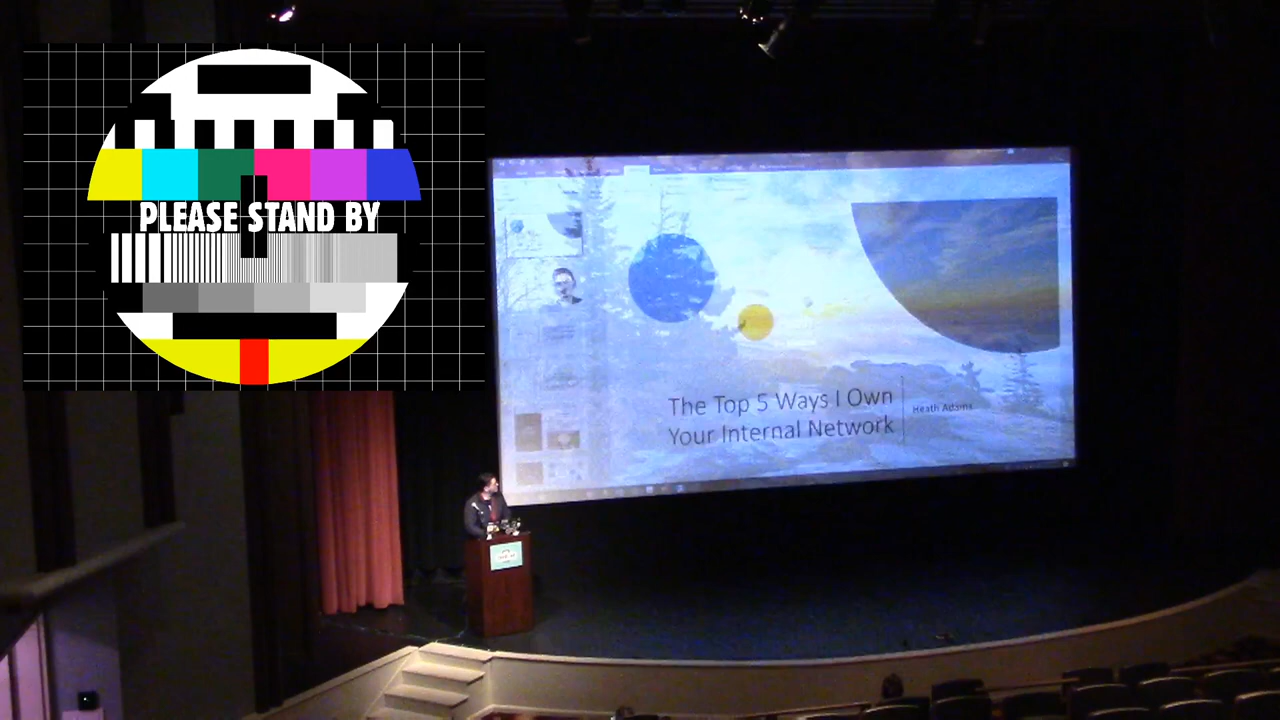 PLEASE STAND BY
The Top 5 Ways I Own
Your Internal Network
Heath Adams